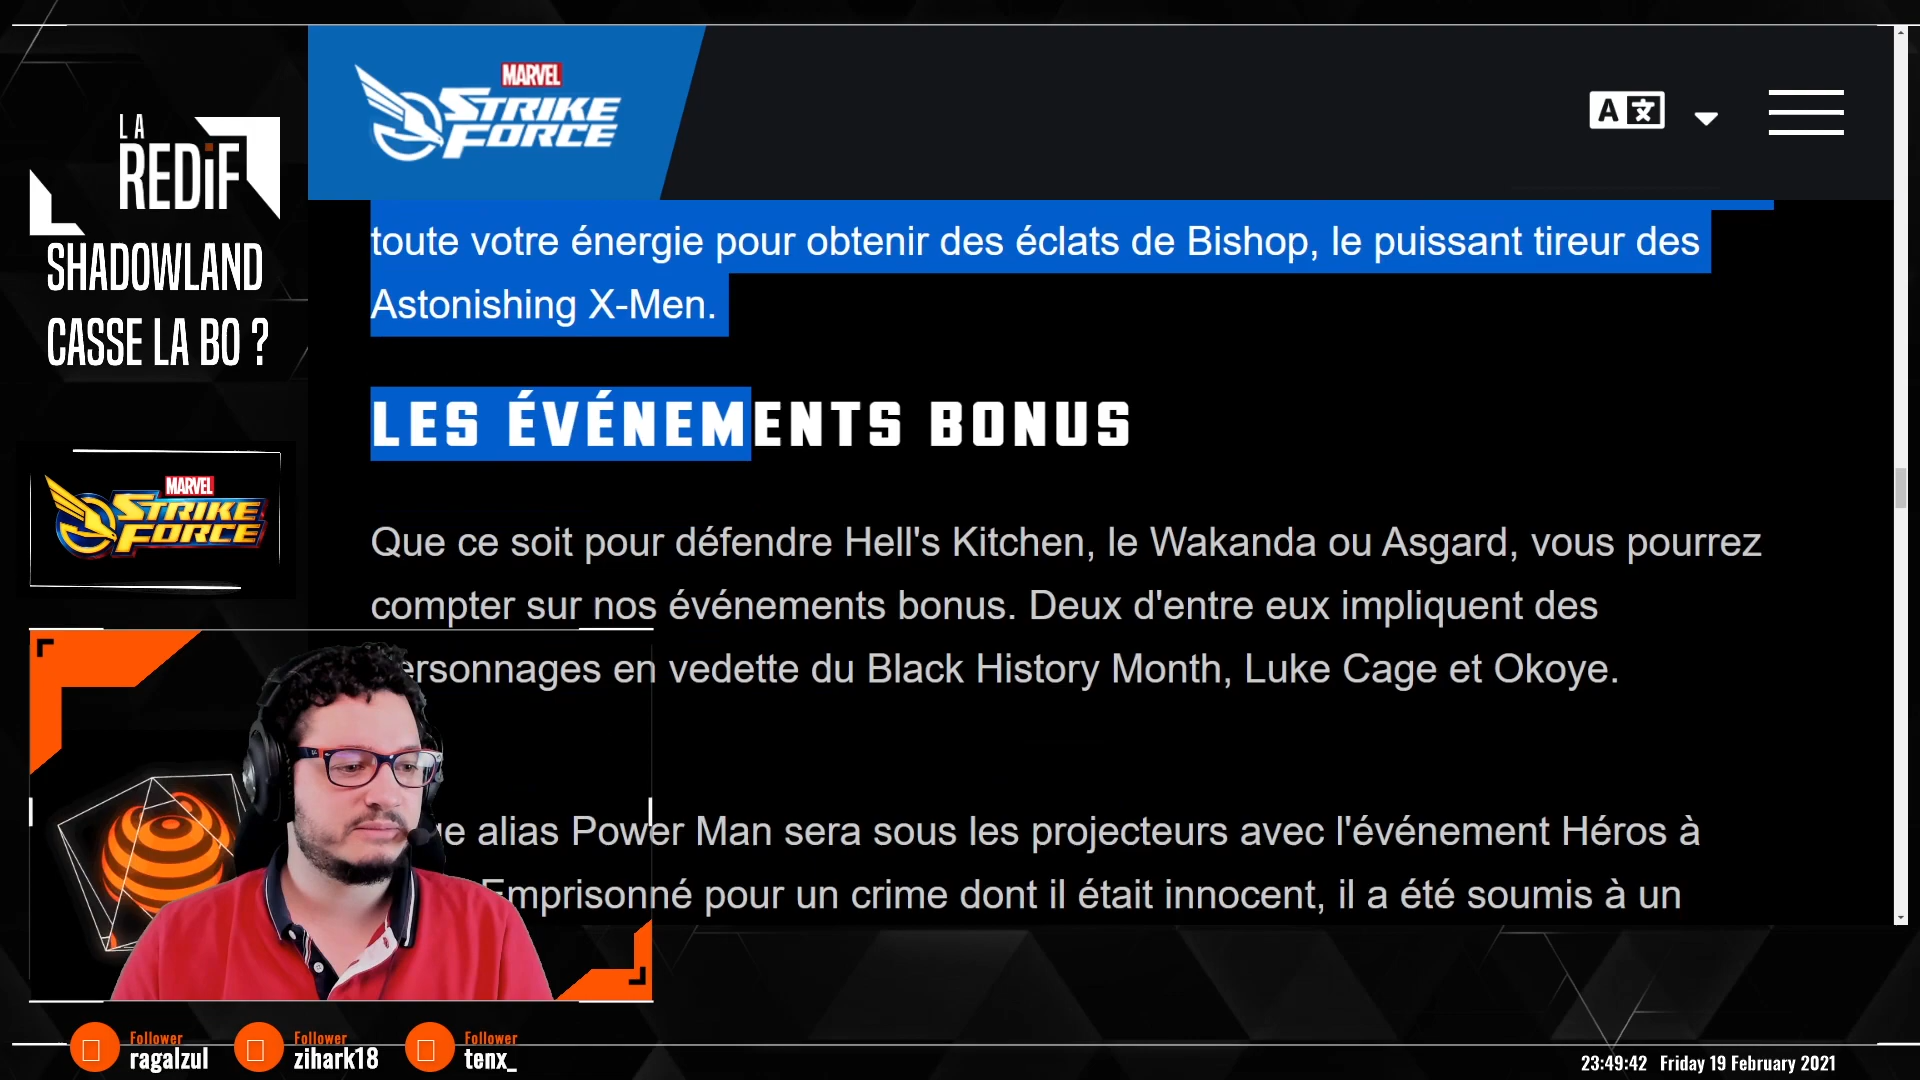 LA
REDiF
SHADOWLAND
CASSE LA BO ?
MARVEL
STRIKE
FORCE
MARVEL
STRIKE
FORCE
A 文
toute votre énergie pour obtenir des éclats de Bishop, le puissant tireur des
Astonishing X-Men.
LES ÉVÉNEMENTS BONUS
Que ce soit pour défendre Hell's Kitchen, le Wakanda ou Asgard, vous pourrez
compter sur nos événements bonus. Deux d'entre eux impliquent des
ersonnages en vedette du Black History Month, Luke Cage et Okoye.
ge alias Power Man sera sous les projecteurs avec l'événement Héros à
Emprisonné pour un crime dont il était innocent, il a été soumis à un
Follower
ragalzul
Follower
zihark18
Follower
tenx_
23:49:42 Friday 19 February 2021